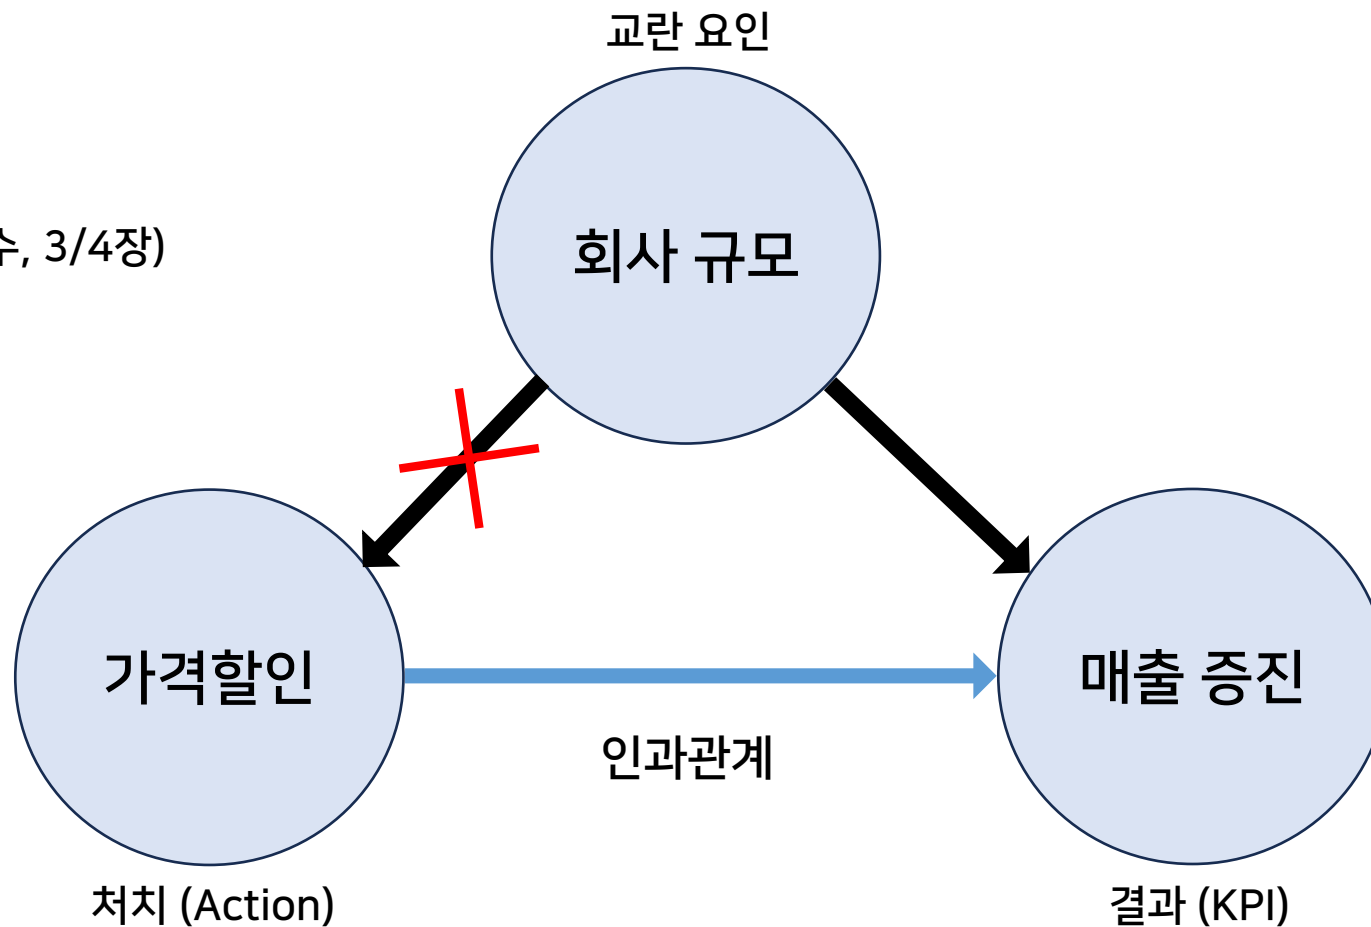 교란 요인
회사 규모
, 3/4장)
가격할인
매출 증진
인과관계
처치 (Action)
결과 (KPI)